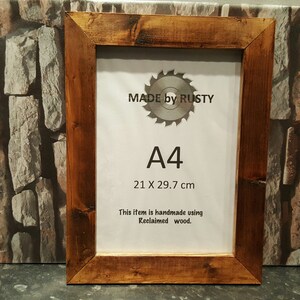 MADE by RUSTY
A4
21 X 29.7 cm
This item is handmade using
Reclaimed wood.